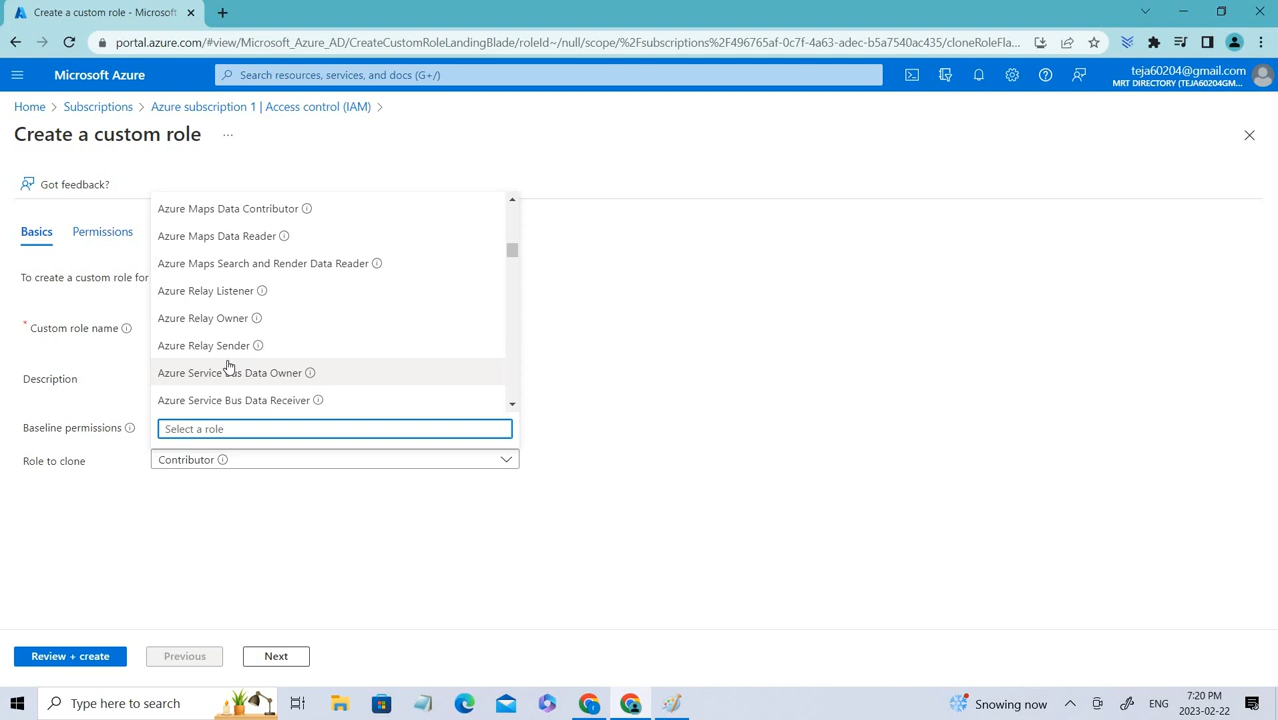 Create a custom role - Microsoft
portal.azure.com/#view/Microsoft_Azure_AD/CreateCustomRoleLandingBlade/roleId~/null/scope/%2Fsubscriptions%2F496765af-0c7f-4a63-adec-b5a7540ac435/cloneRoleFla...
Microsoft Azure
Search resources, services, and docs (G+/)
teja60204@gmail.com
MRT DIRECTORY (TEJA60204GM...
Home > Subscriptions > Azure subscription 1 | Access control (IAM) >
Create a custom role ...
Got feedback?
Basics Permissions
To create a custom role for
* Custom role name
Description
Baseline permissions
Role to clone
Azure Maps Data Contributor
Azure Maps Data Reader
Azure Maps Search and Render Data Reader
Azure Relay Listener
Azure Relay Owner
Azure Relay Sender
Azure Service Bus Data Owner
Azure Service Bus Data Receiver
Select a role
Contributor
Review + create Previous Next
Type here to search
Snowing now
ENG
7:20 PM
2023-02-22